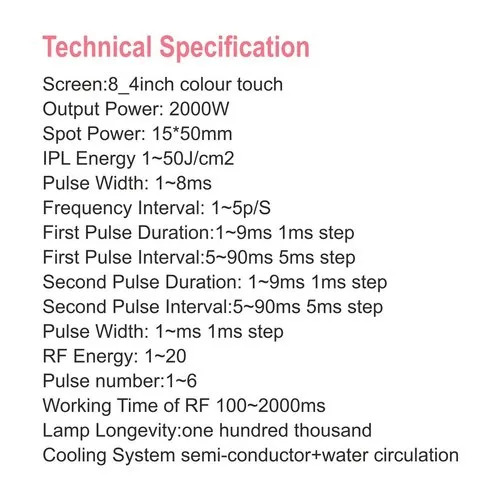 Technical Specification
Screen:8_4inch colour touch
Output Power: 2000W
Spot Power: 15*50mm
IPL Energy 1~50J/cm2
Pulse Width: 1~8ms
Frequency Interval: 1~5p/S
First Pulse Duration:1~9ms 1ms step
First Pulse Interval:5~90ms 5ms step
Second Pulse Duration: 1~9ms 1ms step
Second Pulse Interval:5~90ms 5ms step
Pulse Width: 1~ms 1ms step
RF Energy: 1~20
Pulse number:1~6
Working Time of RF 100~2000ms
Lamp Longevity:one hundred thousand
Cooling System semi-conductor+water circulation